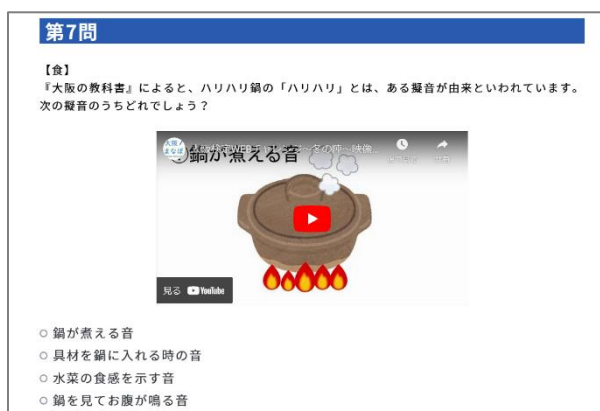 第7問
【食】
『大阪の教科書』によると、ハリハリ鍋の「ハリハリ」とは、ある擬音が由来といわれています。
次の擬音のうちどれでしょう？
鍋が煮える音
見る YouTube
鍋が煮える音
具材を鍋に入れる時の音
水菜の食感を示す音
鍋を見てお腹が鳴る音